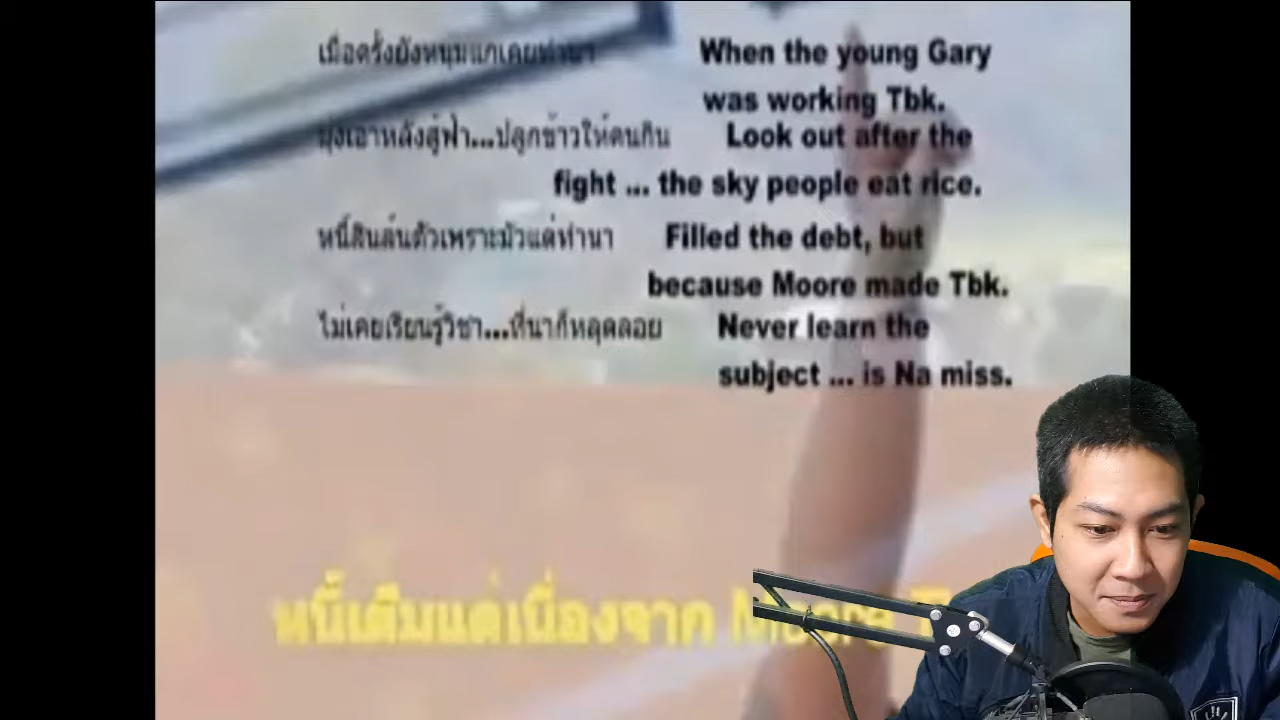 เมื่อครั้งยังหนุ่มแกเคยทำนา When the young Gary
was working Tbk.
มุ่งเอาหลังสู้ฟ้า...ปลูกข้าวให้คนกิน Look out after the
fight ... the sky people eat rice.
หนี้สินล้นตัวเพราะมัวแต่ทำนา Filled the debt, but
because Moore made Tbk.
ไม่เคยเรียนรู้วิชา...ที่นาก็หลุดลอย Never learn the
subject ... is Na miss.
หนี้เต็มแต่เนื่องจาก Moore